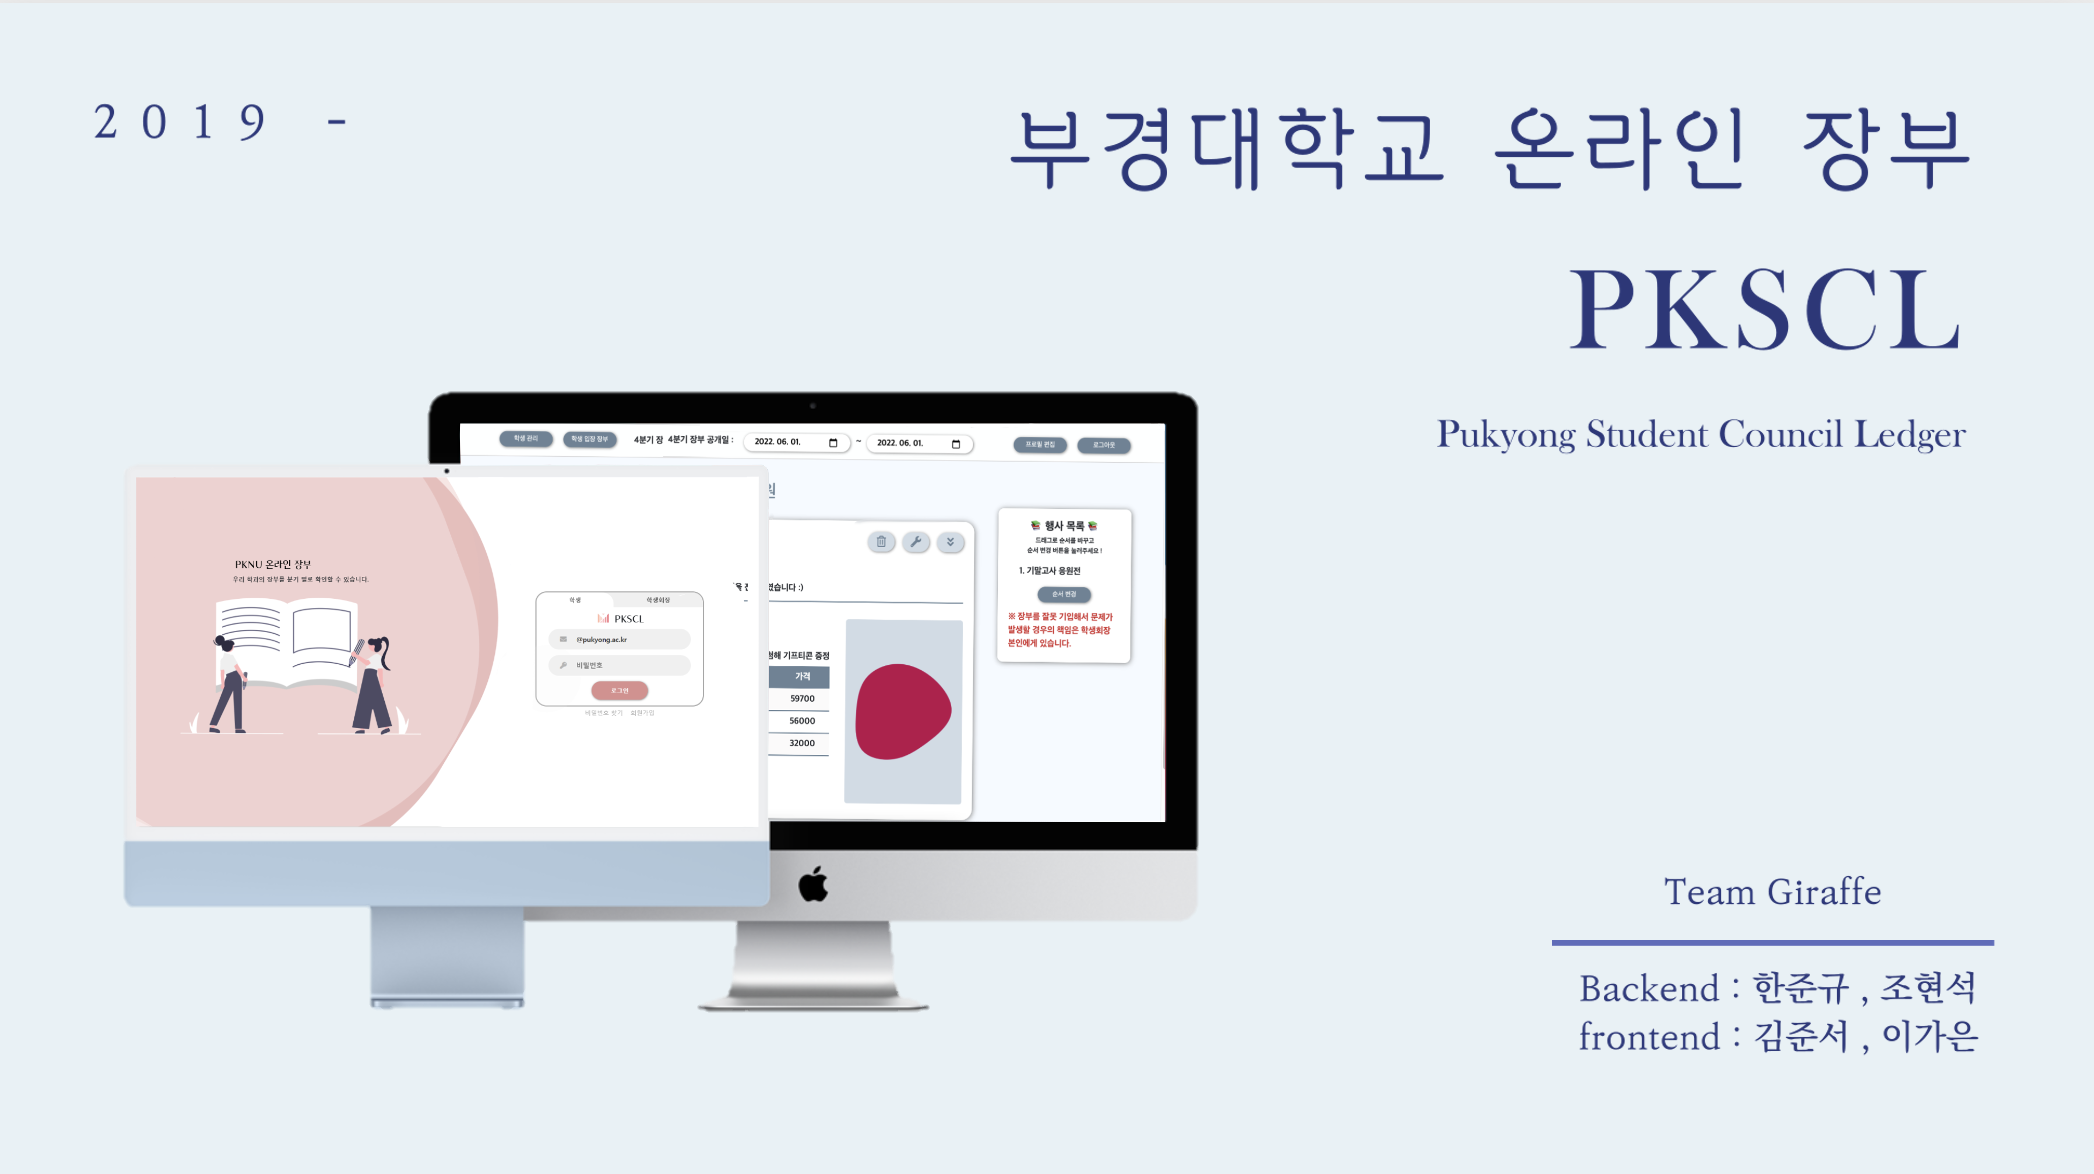 2019 -
부경대학교 온라인 장부
PKSCL
Pukyong Student Council Ledger
학생 관리
학생 입장 장부
4분기 장 4분기 장부 공개일 :
2022. 06. 01.
~
2022. 06. 01.
프로필 편집
로그아웃
원
였습니다 :)
첨해 기프티콘 증정
가격
59700
56000
32000
행사 목록
드래그로 순서를 바꾸고
순서 변경 버튼을 눌러주세요 !
1. 기말고사 응원전
순서 변경
※ 장부를 잘못 기입해서 문제가
발생할 경우의 책임은 학생회장
본인에게 있습니다.
PKNU 온라인 장부
우리 학과의 장부를 분기 별로 확인할 수 있습니다.
학생
학생회장
PKSCL
@pukyong.ac.kr
비밀번호
로그인
비밀번호 찾기 회원가입
Team Giraffe
Backend : 한준규 , 조현석
frontend : 김준서 , 이가은